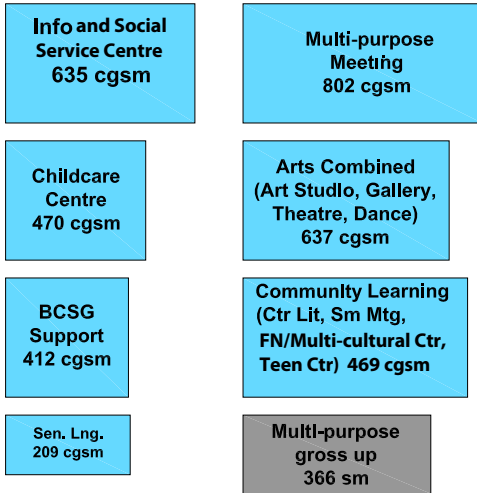 Info and Social
Service Centre
635 cgsm
Multi-purpose
Meeting
802 cgsm
Childcare
Centre
470 cgsm
Arts Combined
(Art Studio, Gallery,
Theatre, Dance)
637 cgsm
BCSG
Support
412 cgsm
Community Learning
(Ctr Lit, Sm Mtg,
FN/Multi-cultural Ctr,
Teen Ctr) 469 cgsm
Sen. Lng.
209 cgsm
Multi-purpose
gross up
366 sm